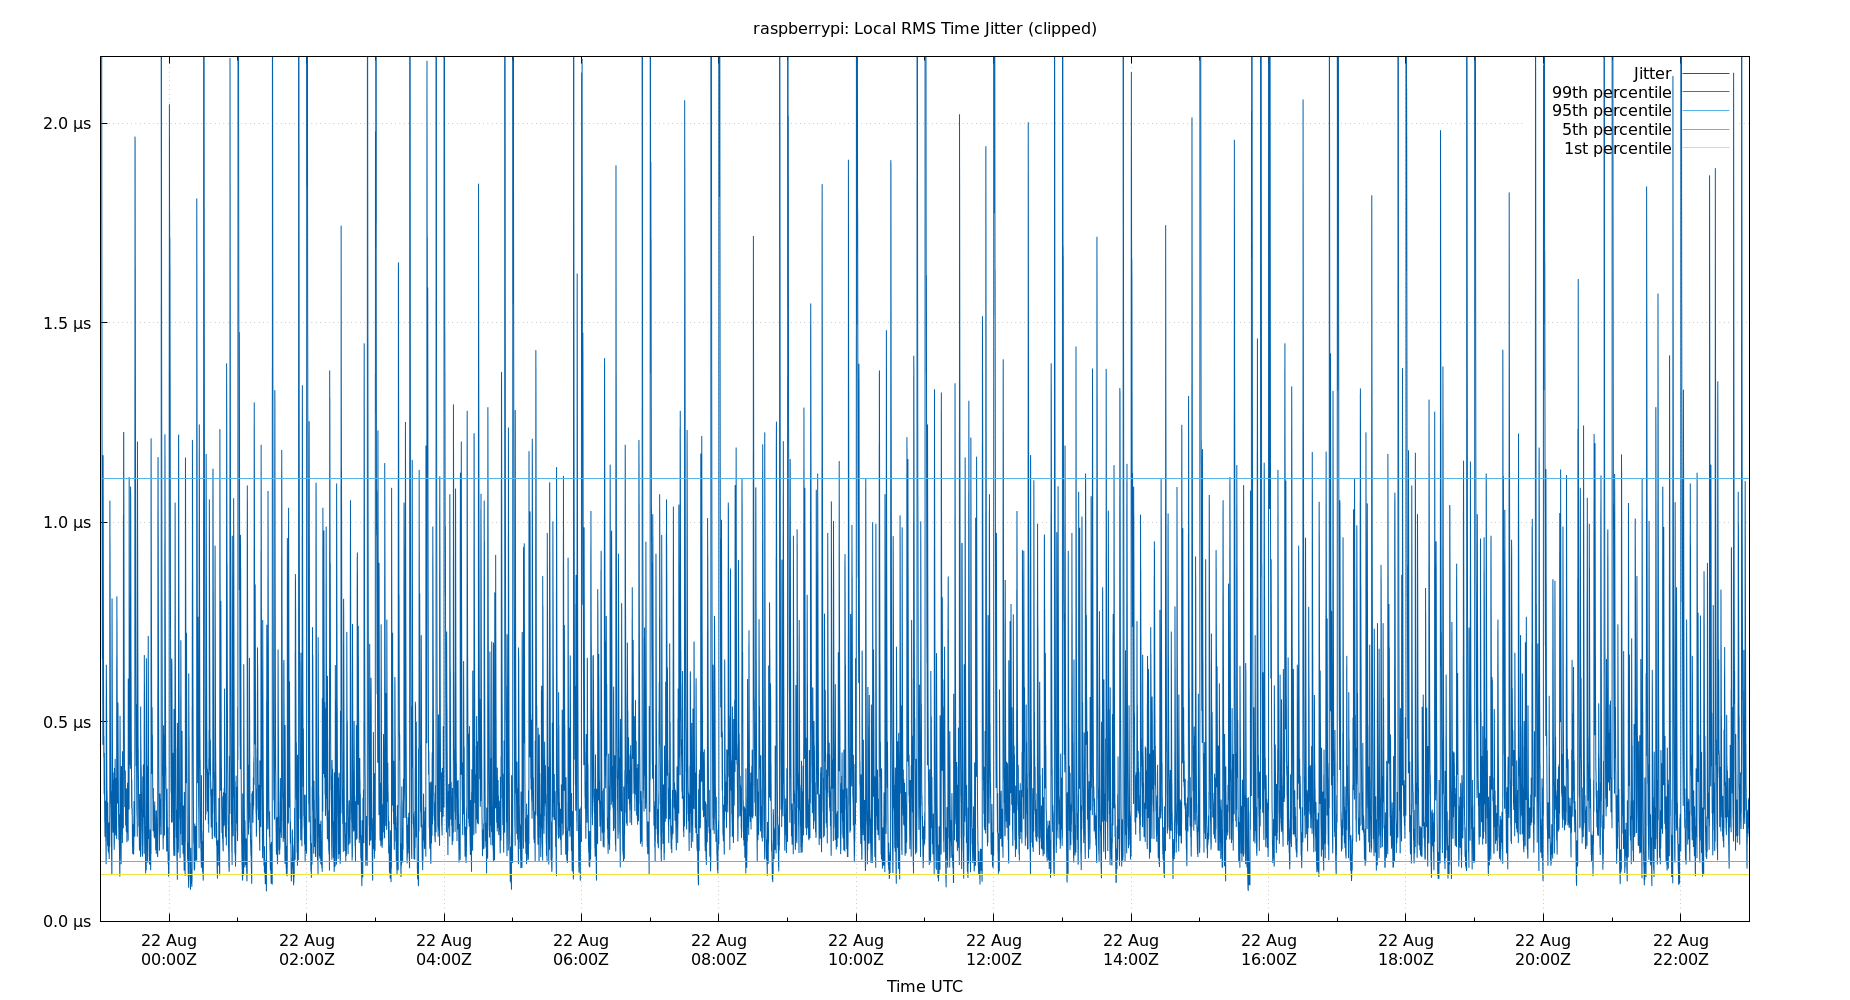 raspberrypi: Local RMS Time Jitter (clipped)
Jitter
99th percentile
95th percentile
5th percentile
1st percentile
2.0 µs
1.5 µs
1.0 µs
0.5 µs
0.0 µs
22 Aug 22 Aug 22 Aug 22 Aug 22 Aug 22 Aug 22 Aug 22 Aug 22 Aug 22 Aug 22 Aug 22 Aug
00:00Z 02:00Z 04:00Z 06:00Z 08:00Z 10:00Z 12:00Z 14:00Z 16:00Z 18:00Z 20:00Z 22:00Z
Time UTC